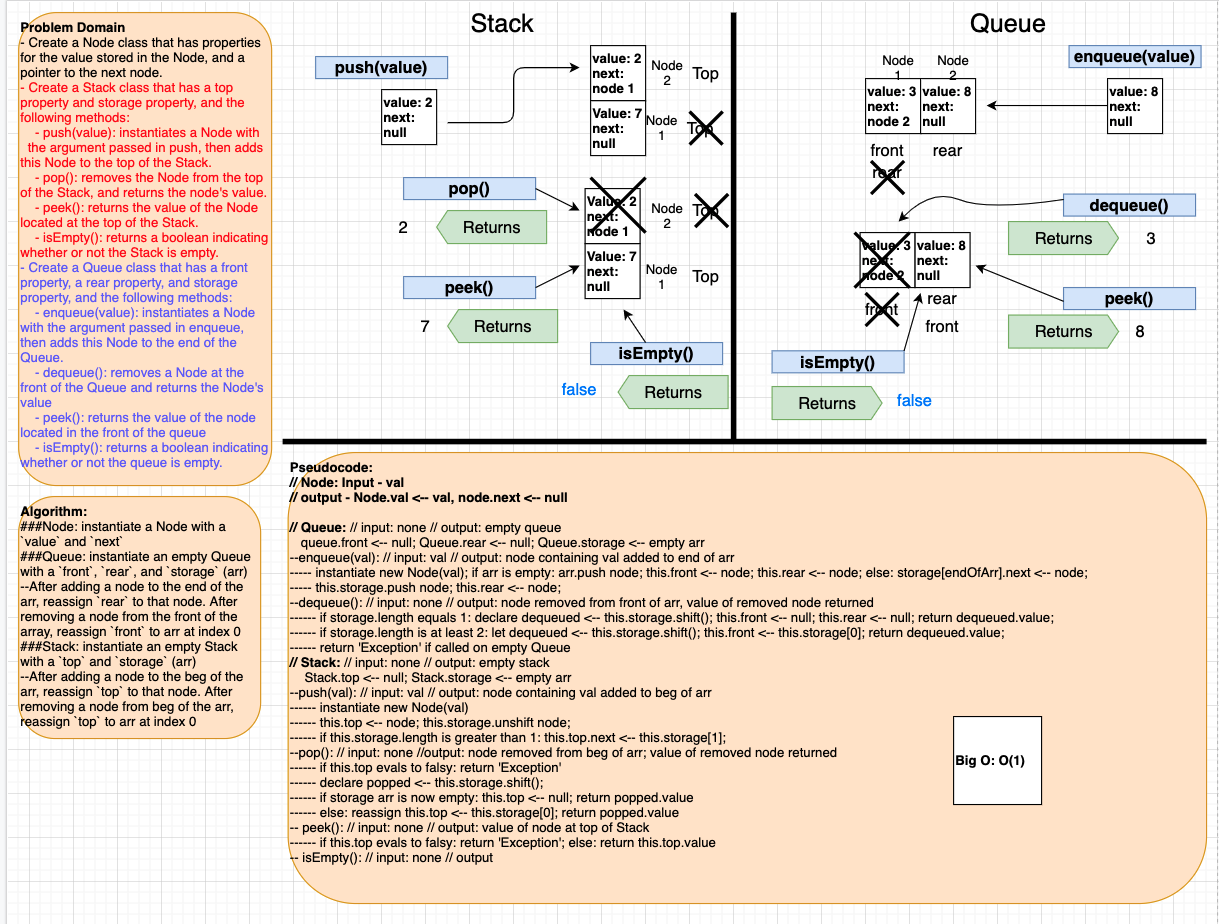 Problem Domain
- Create a Node class that has properties
for the value stored in the Node, and a
pointer to the next node.
- Create a Stack class that has a top
property and storage property, and the
following methods:
- push(value): instantiates a Node with
the argument passed in push, then adds
this Node to the top of the Stack.
- pop(): removes the Node from the top
of the Stack, and returns the node's value.
- peek(): returns the value of the Node
located at the top of the Stack.
- isEmpty(): returns a boolean indicating
whether or not the Stack is empty.
- Create a Queue class that has a front
property, a rear property, and storage
property, and the following methods:
- enqueue(value): instantiates a Node
with the argument passed in enqueue,
then adds this Node to the end of the
Queue.
- dequeue(): removes a Node at the
front of the Queue and returns the Node's
value
- peek(): returns the value of the node
located in the front of the queue
- isEmpty(): returns a boolean indicating
whether or not the queue is empty.
Algorithm:
###Node: instantiate a Node with a
`value` and `next`
###Queue: instantiate an empty Queue
with a `front`, `rear`, and `storage` (arr)
--After adding a node to the end of the
arr, reassign `rear` to that node. After
removing a node from the front of the
array, reassign `front` to arr at index 0
###Stack: instantiate an empty Stack
with a `top` and `storage` (arr)
--After adding a node to the beg of the
arr, reassign `top` to that node. After
removing a node from beg of the arr,
reassign `top` to arr at index 0
Stack
push(value)
value: 2
next:
null
value: 2
next:
node 1
Node
2
Top
Value: 7
next:
null
Node
1
Top
pop()
2
Returns
Value: 2
next:
node 1
Node
2
Top
Value: 7
next:
null
Node
1
Top
peek()
7
Returns
isEmpty()
false
Returns
Queue
enqueue(value)
Node
1
Node
2
value: 3
next:
node 2
value: 8
next:
null
value: 8
next:
null
front
rear
rear
dequeue()
Returns
3
value: 3
next:
node 2
value: 8
next:
null
peek()
rear
front
front
Returns
8
isEmpty()
Returns
false
Pseudocode:
// Node: Input - val
// output - Node.val <-- val, node.next <-- null
// Queue: // input: none // output: empty queue
queue.front <-- null; Queue.rear <-- null; Queue.storage <-- empty arr
--enqueue(val): // input: val // output: node containing val added to end of arr
----- instantiate new Node(val); if arr is empty: arr.push node; this.front <-- node; this.rear <-- node; else: storage[endOfArr].next <-- node;
----- this.storage.push node; this.rear <-- node;
--dequeue(): // input: none // output: node removed from front of arr, value of removed node returned
------ if storage.length equals 1: declare dequeued <-- this.storage.shift(); this.front <-- null; this.rear <-- null; return dequeued.value;
------ if storage.length is at least 2: let dequeued <-- this.storage.shift(); this.front <-- this.storage[0]; return dequeued.value;
------ return 'Exception' if called on empty Queue
// Stack: // input: none // output: empty stack
Stack.top <-- null; Stack.storage <-- empty arr
--push(val): // input: val // output: node containing val added to beg of arr
------ instantiate new Node(val)
------ this.top <-- node; this.storage.unshift node;
------ if this.storage.length is greater than 1: this.top.next <-- this.storage[1];
--pop(): // input: none //output: node removed from beg of arr; value of removed node returned
------ if this.top evals to falsy: return 'Exception'
------ declare popped <-- this.storage.shift();
------ if storage arr is now empty: this.top <-- null; return popped.value
------ else: reassign this.top <-- this.storage[0]; return popped.value
-- peek(): // input: none // output: value of node at top of Stack
------ if this.top evals to falsy: return 'Exception'; else: return this.top.value
-- isEmpty(): // input: none // output
Big O: O(1)